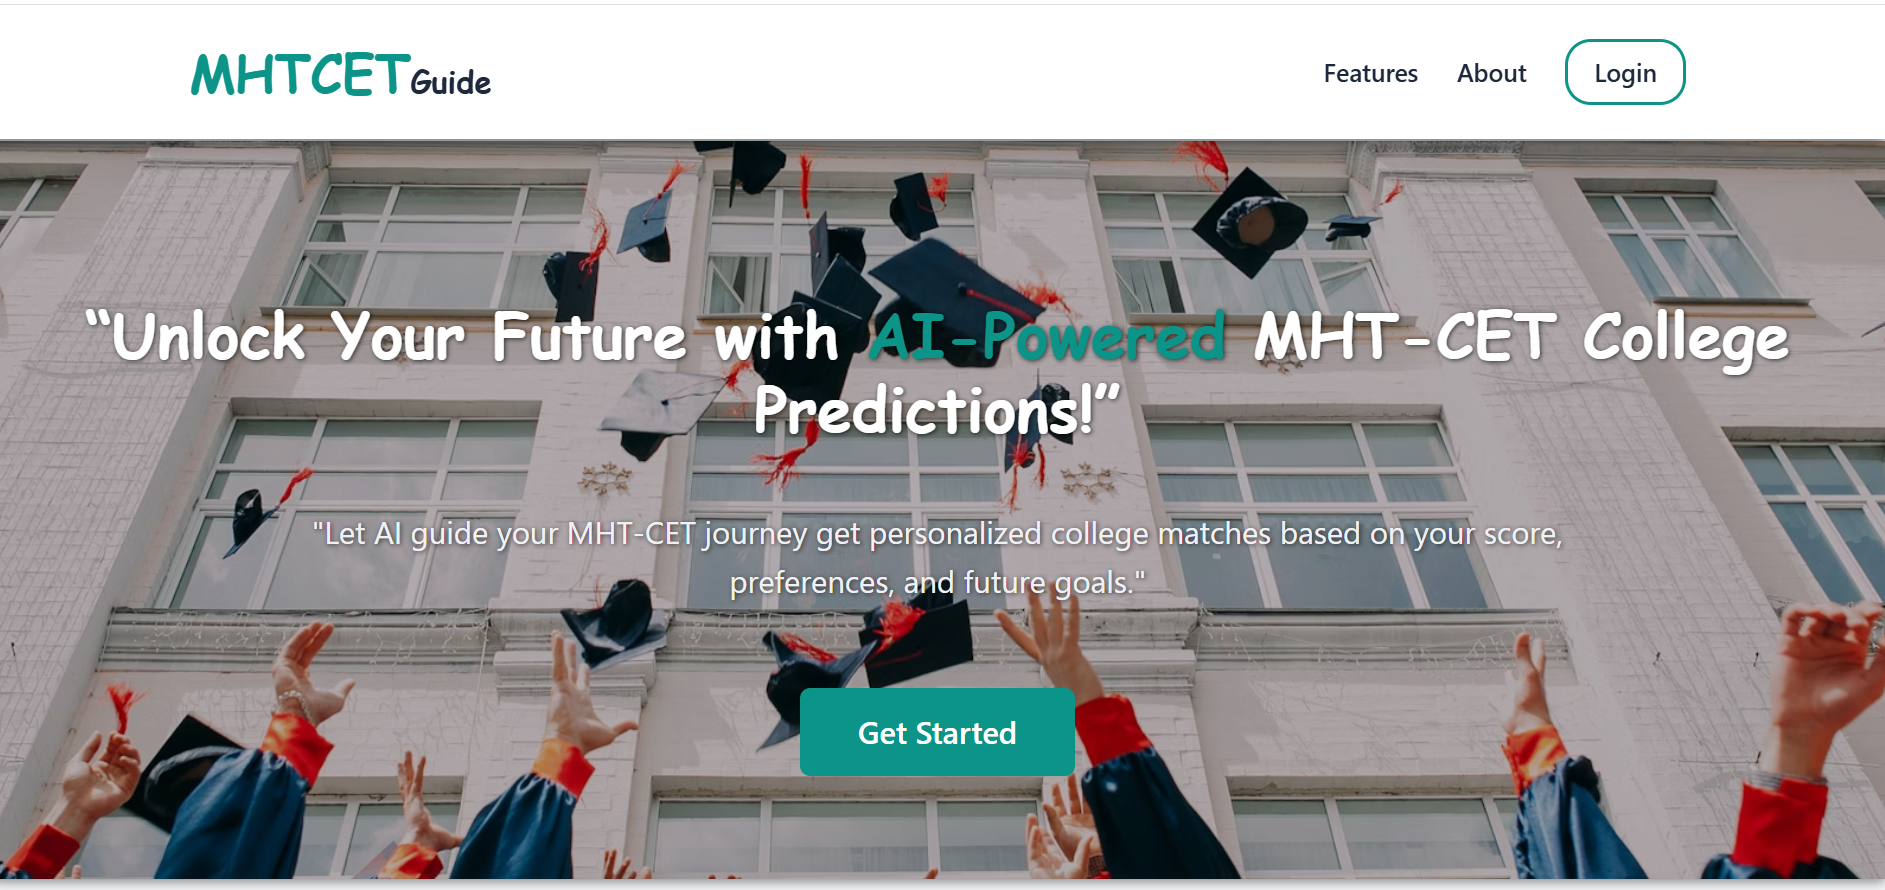 MHTCETGuide
Features About Login
“Unlock Your Future with AI-Powered MHT-CET College
Predictions!”
"Let AI guide your MHT-CET journey get personalized college matches based on your score,
preferences, and future goals."
Get Started